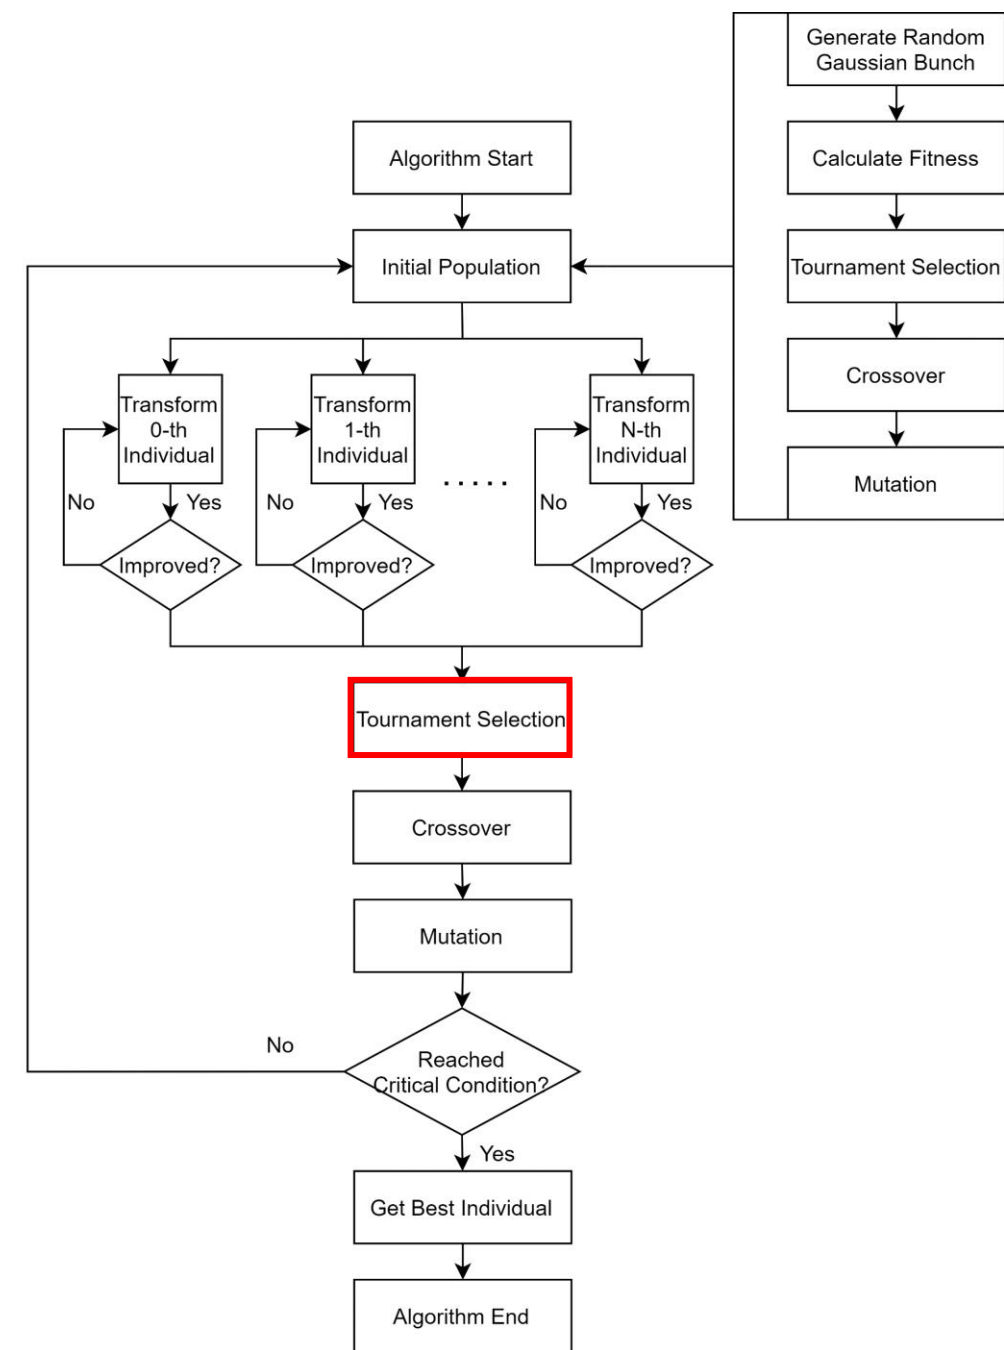 Generate Random
Gaussian Bunch
Calculate Fitness
Tournament Selection
Crossover
Mutation
Algorithm Start
Initial Population
Transform
0-th
Individual
Transform
1-th
Individual
.....
Transform
N-th
Individual
No
Yes
No
Yes
No
Yes
Improved?
Improved?
Improved?
Tournament Selection
Crossover
Mutation
No
Reached
Critical Condition?
Yes
Get Best Individual
Algorithm End